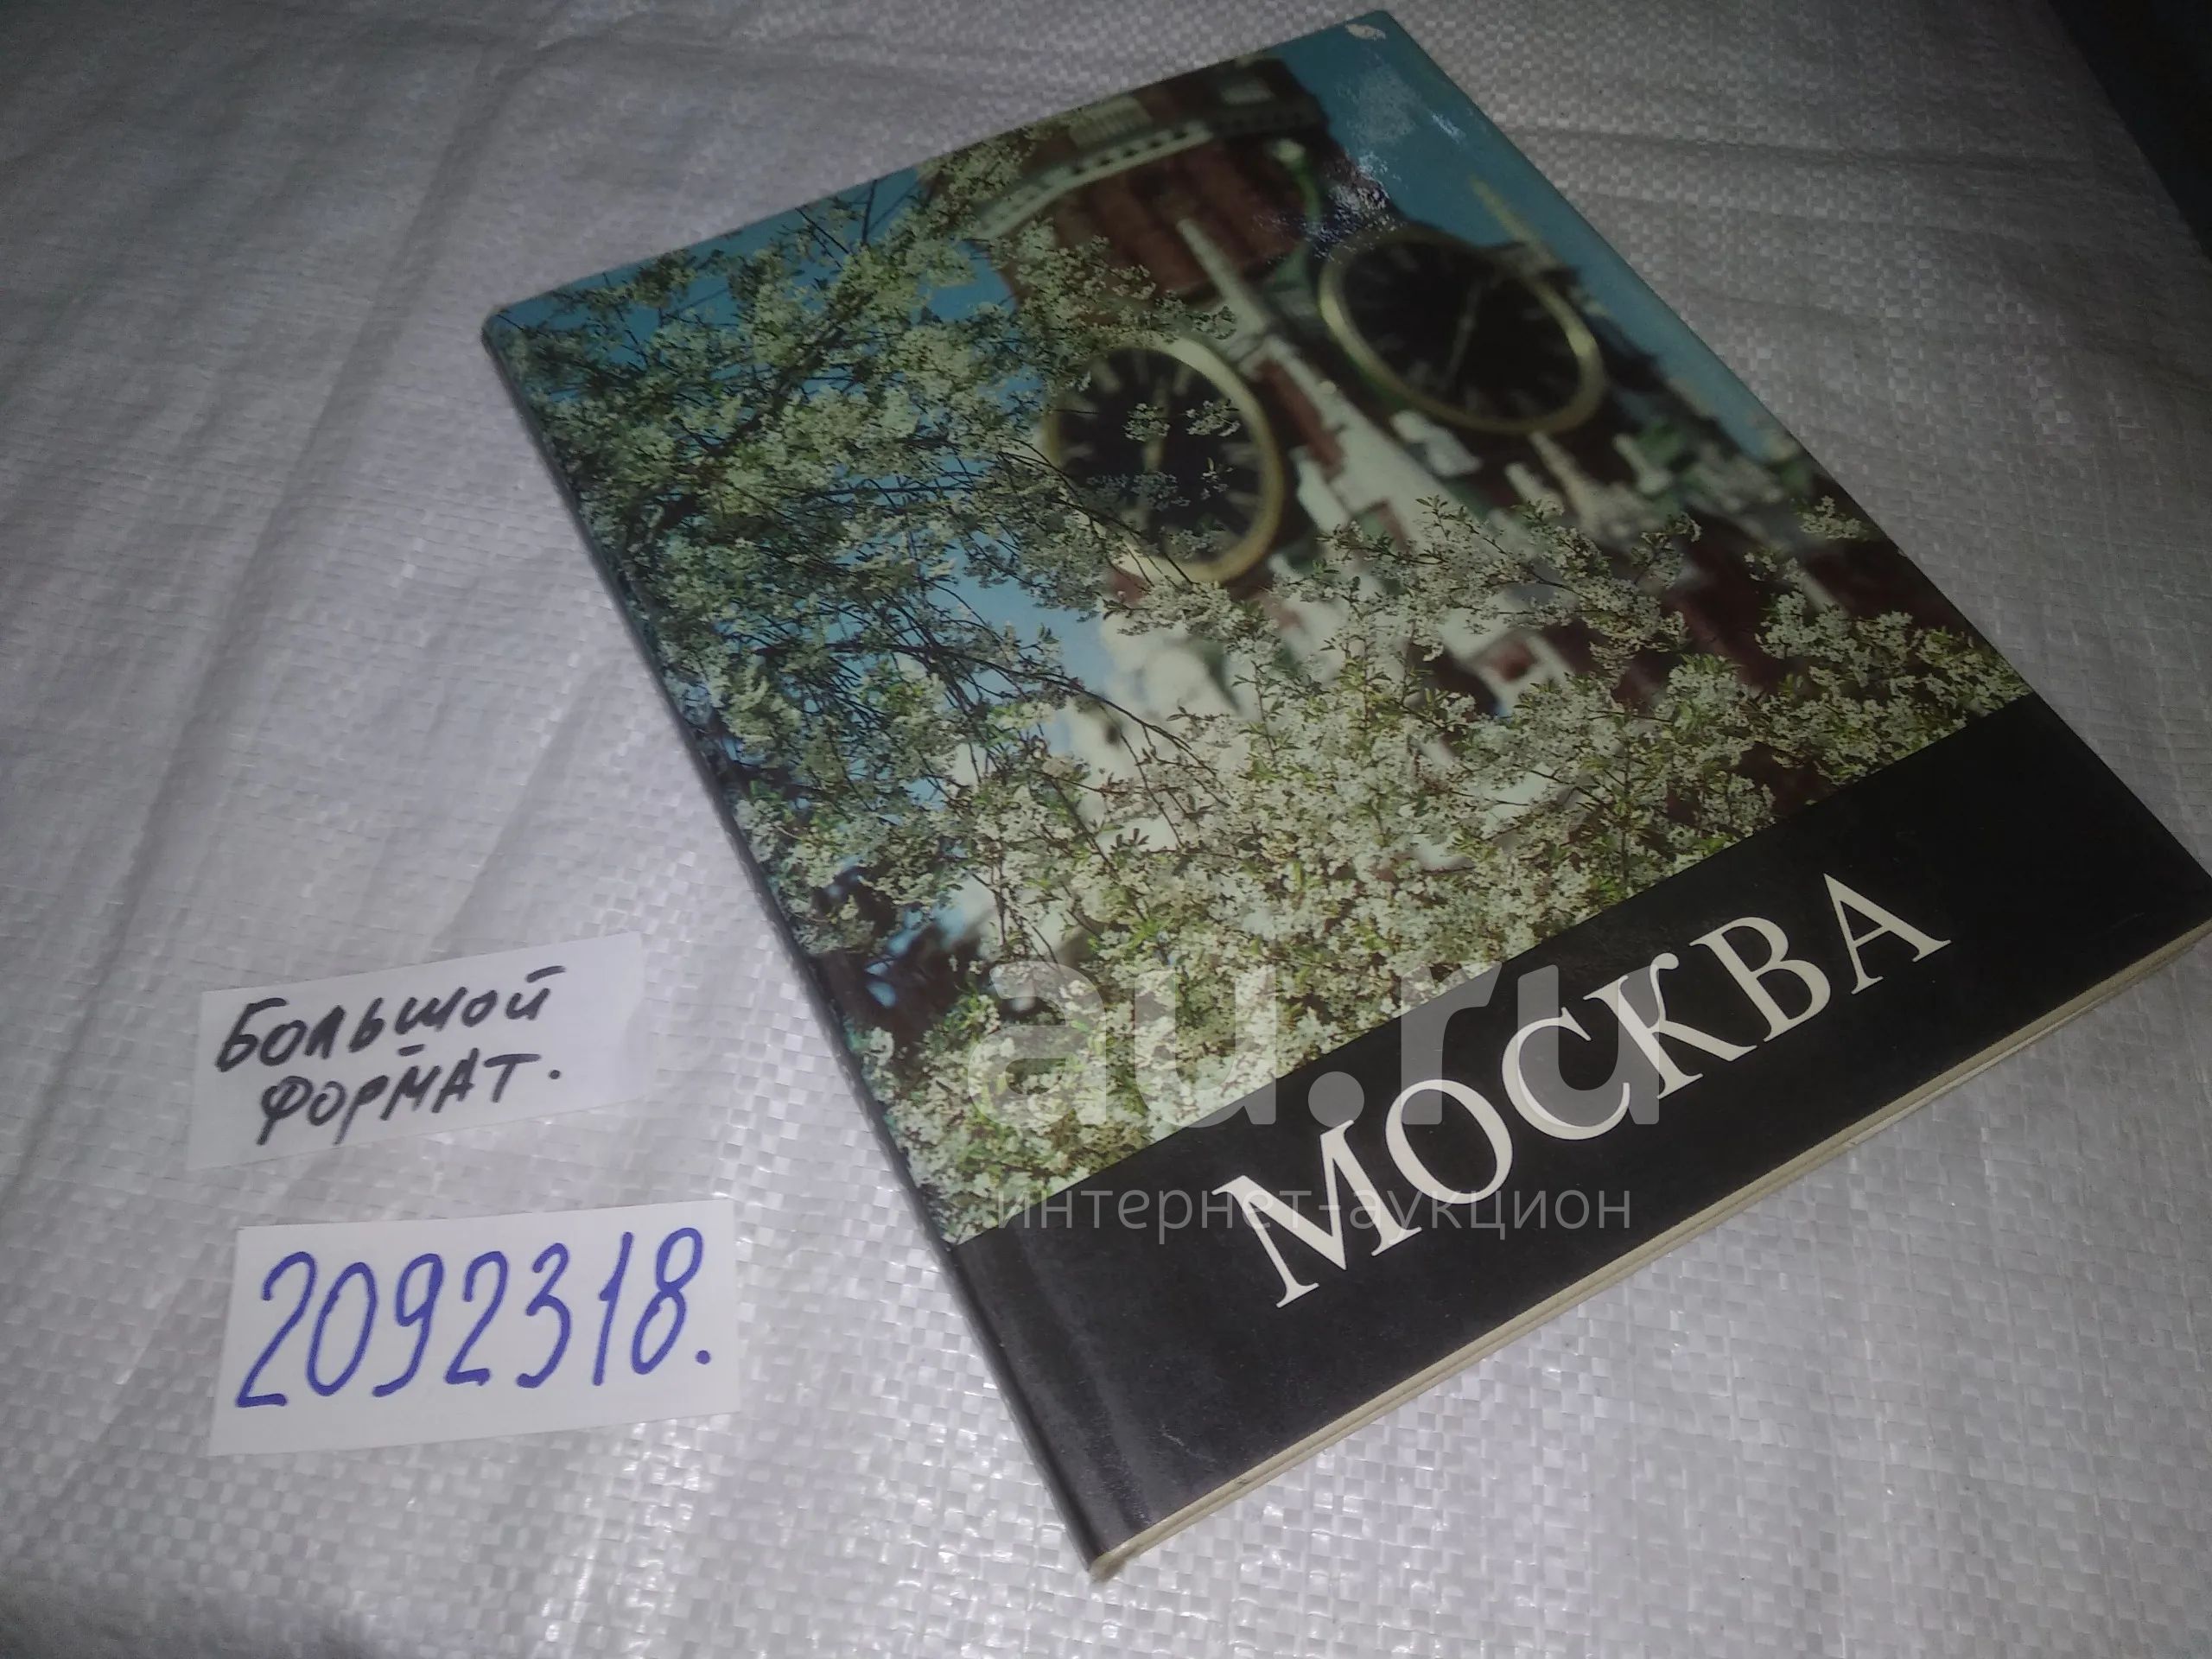 МОСКВА
au.ru
интернет-аукцион
Большой
формат.
2092318.